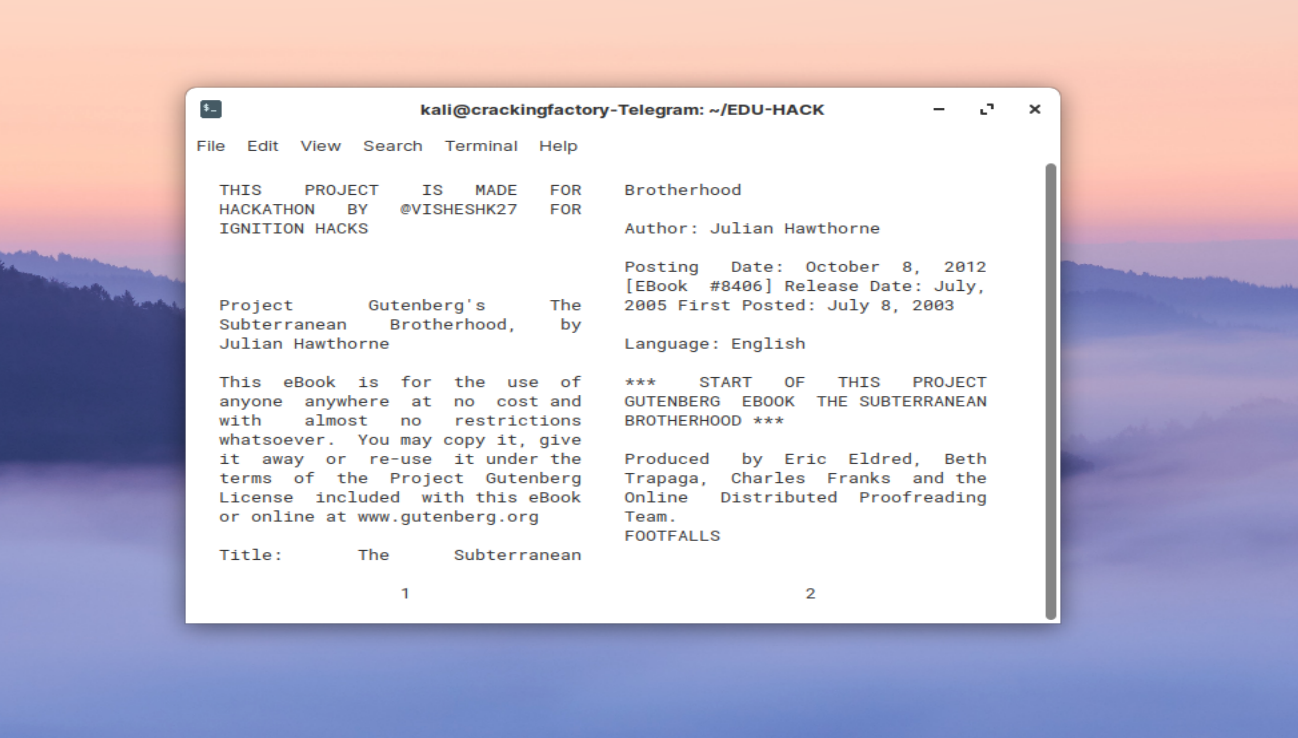 $_
kali@crackingfactory-Telegram: ~/EDU-HACK
File Edit View Search Terminal Help
THIS PROJECT IS MADE FOR
HACKATHON BY @VISHESHK27 FOR
IGNITION HACKS
Project Gutenberg's The
Subterranean Brotherhood, by
Julian Hawthorne
This eBook is for the use of
anyone anywhere at no cost and
with almost no restrictions
whatsoever. You may copy it, give
it away or re-use it under the
terms of the Project Gutenberg
License included with this eBook
or online at www.gutenberg.org
Title: The Subterranean
1
Brotherhood
Author: Julian Hawthorne
Posting Date: October 8, 2012
[EBook #8406] Release Date: July,
2005 First Posted: July 8, 2003
Language: English
*** START OF THIS PROJECT
GUTENBERG EBOOK THE SUBTERRANEAN
BROTHERHOOD ***
Produced by Eric Eldred, Beth
Trapaga, Charles Franks and the
Online Distributed Proofreading
Team.
FOOTFALLS
2